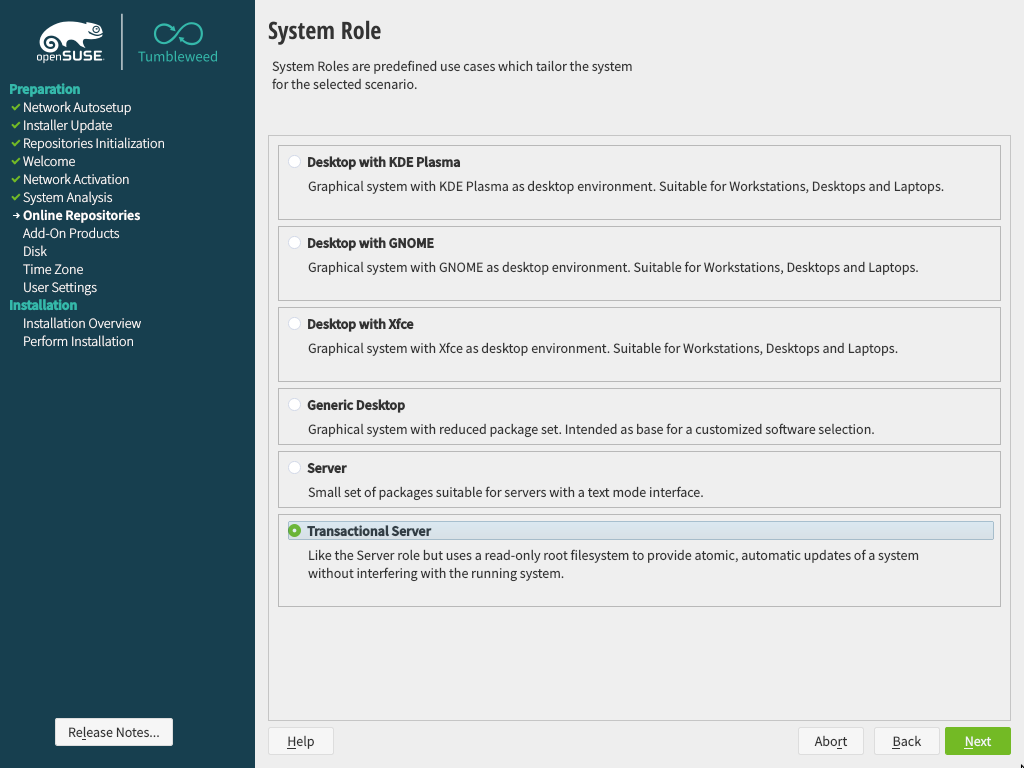 openSUSE
Tumbleweed
Preparation
Network Autosetup
Installer Update
Repositories Initialization
Welcome
Network Activation
System Analysis
Online Repositories
Add-On Products
Disk
Time Zone
User Settings
Installation
Installation Overview
Perform Installation
Release Notes...
System Role
System Roles are predefined use cases which tailor the system
for the selected scenario.
Desktop with KDE Plasma
Graphical system with KDE Plasma as desktop environment. Suitable for Workstations, Desktops and Laptops.
Desktop with GNOME
Graphical system with GNOME as desktop environment. Suitable for Workstations, Desktops and Laptops.
Desktop with Xfce
Graphical system with Xfce as desktop environment. Suitable for Workstations, Desktops and Laptops.
Generic Desktop
Graphical system with reduced package set. Intended as base for a customized software selection.
Server
Small set of packages suitable for servers with a text mode interface.
Transactional Server
Like the Server role but uses a read-only root filesystem to provide atomic, automatic updates of a system
without interfering with the running system.
Help
Abort
Back
Next